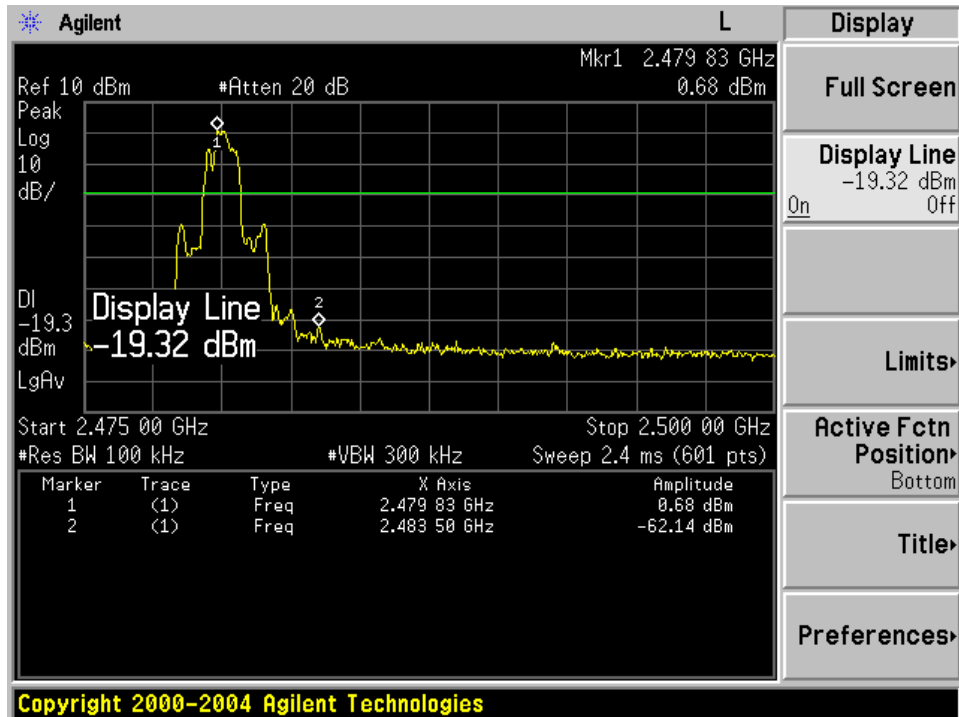 Agilent L Display
Mkr1 2.479 83 GHz
Ref 10 dBm #Atten 20 dB 0.68 dBm
Peak
Log
10
dB/
1
2
DI
-19.3
dBm
LgAv
Display Line
-19.32 dBm
Start 2.475 00 GHz Stop 2.500 00 GHz
#Res BW 100 kHz #VBW 300 kHz Sweep 2.4 ms (601 pts)
Marker Trace Type X Axis Amplitude
1 (1) Freq 2.479 83 GHz 0.68 dBm
2 (1) Freq 2.483 50 GHz -62.14 dBm
Full Screen
Display Line
-19.32 dBm
On Off
Limits
Active Fctn
Position
Bottom
Title
Preferences
Copyright 2000-2004 Agilent Technologies